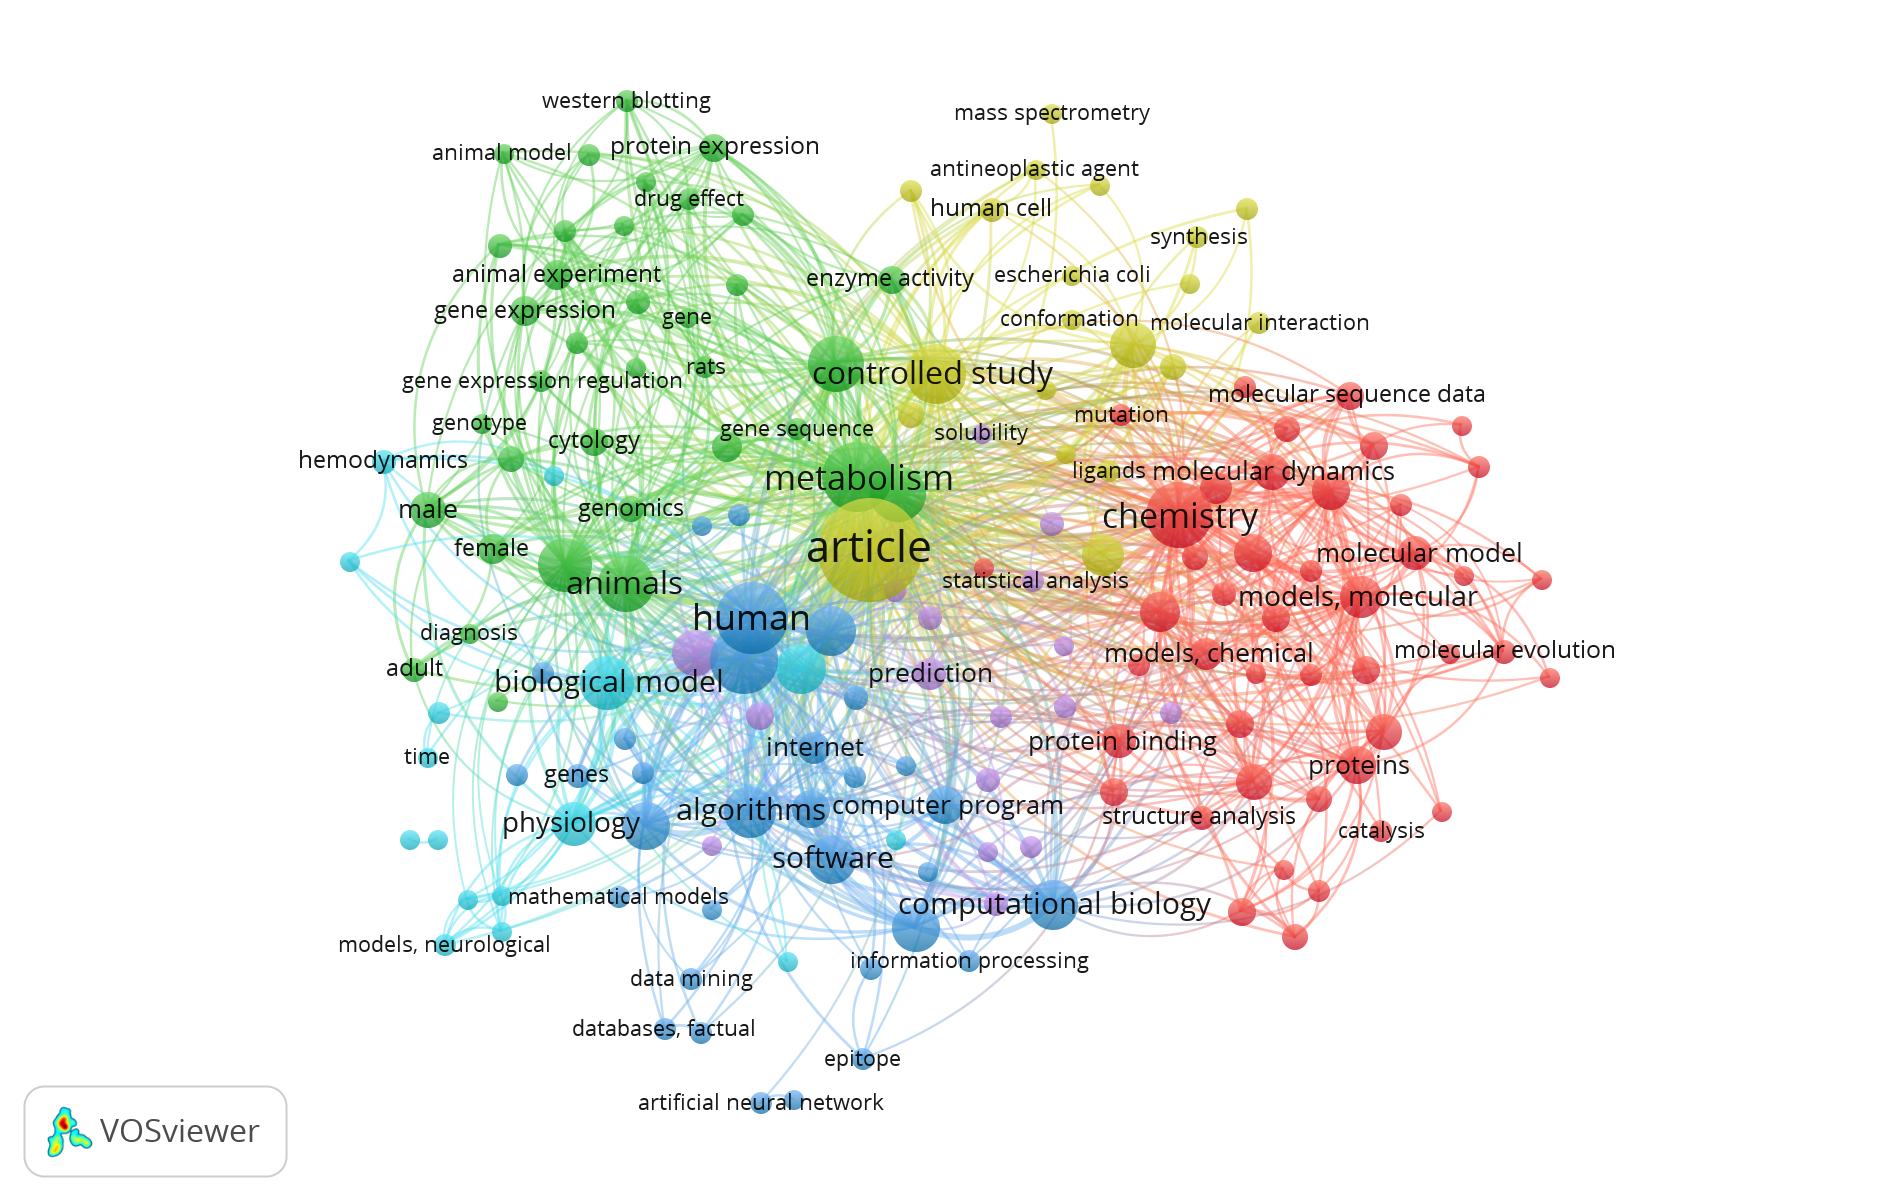 western blotting
mass spectrometry
animal model
protein expression
antineoplastic agent
drug effect
human cell
synthesis
animal experiment
enzyme activity
escherichia coli
gene expression
gene
conformation
molecular interaction
gene expression regulation
rats
controlled study
molecular sequence data
genotype
cytology
gene sequence
solubility
mutation
hemodynamics
metabolism
ligands
molecular dynamics
male
genomics
chemistry
female
article
molecular model
animals
statistical analysis
models, molecular
human
diagnosis
adult
biological model
prediction
models, chemical
molecular evolution
time
genes
internet
protein binding
proteins
physiology
algorithms
computer program
structure analysis
catalysis
software
mathematical models
computational biology
models, neurological
information processing
data mining
databases, factual
epitope
artificial neural network
VOSviewer